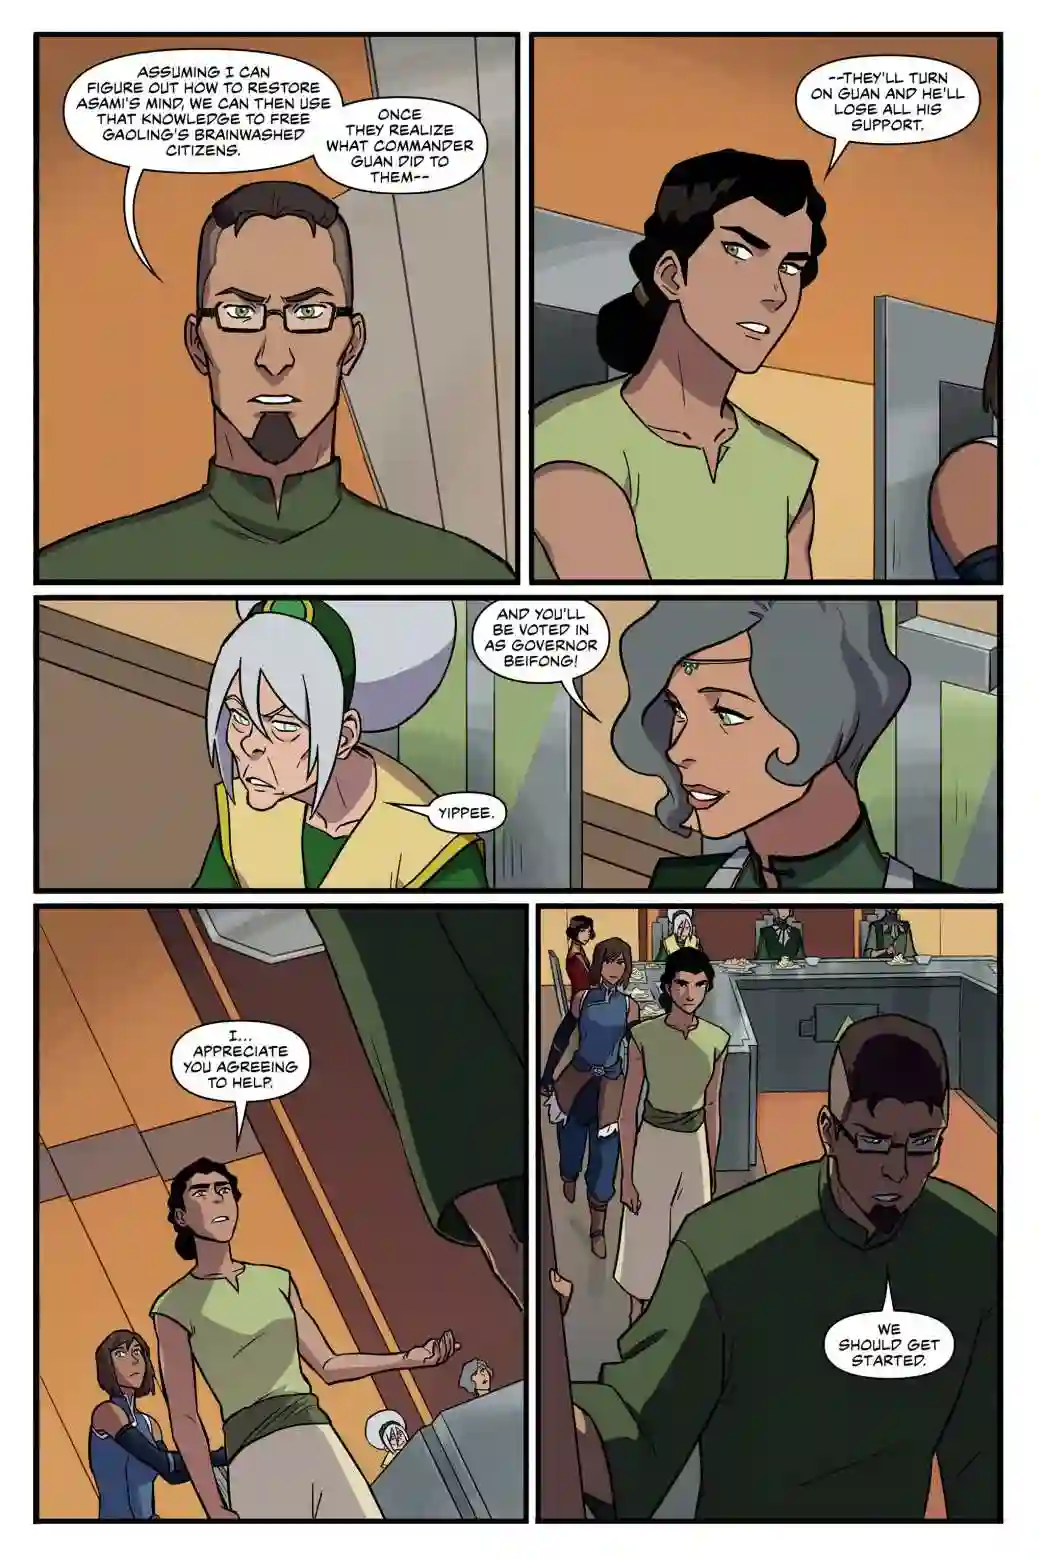 ASSUMING I CAN
FIGURE OUT HOW TO RESTORE
ASAMI'S MIND, WE CAN THEN USE
THAT KNOWLEDGE TO FREE
GAOLING'S BRAINWASHED
CITIZENS.
ONCE
THEY REALIZE
WHAT COMMANDER
GUAN DID TO
THEM--
--THEY'LL TURN
ON GUAN AND HE'LL
LOSE ALL HIS
SUPPORT.
AND YOU'LL
BE VOTED IN
AS GOVERNOR
BEIFONG!
YIPPEE.
I...
APPRECIATE
YOU AGREEING
TO HELP.
WE
SHOULD GET
STARTED.